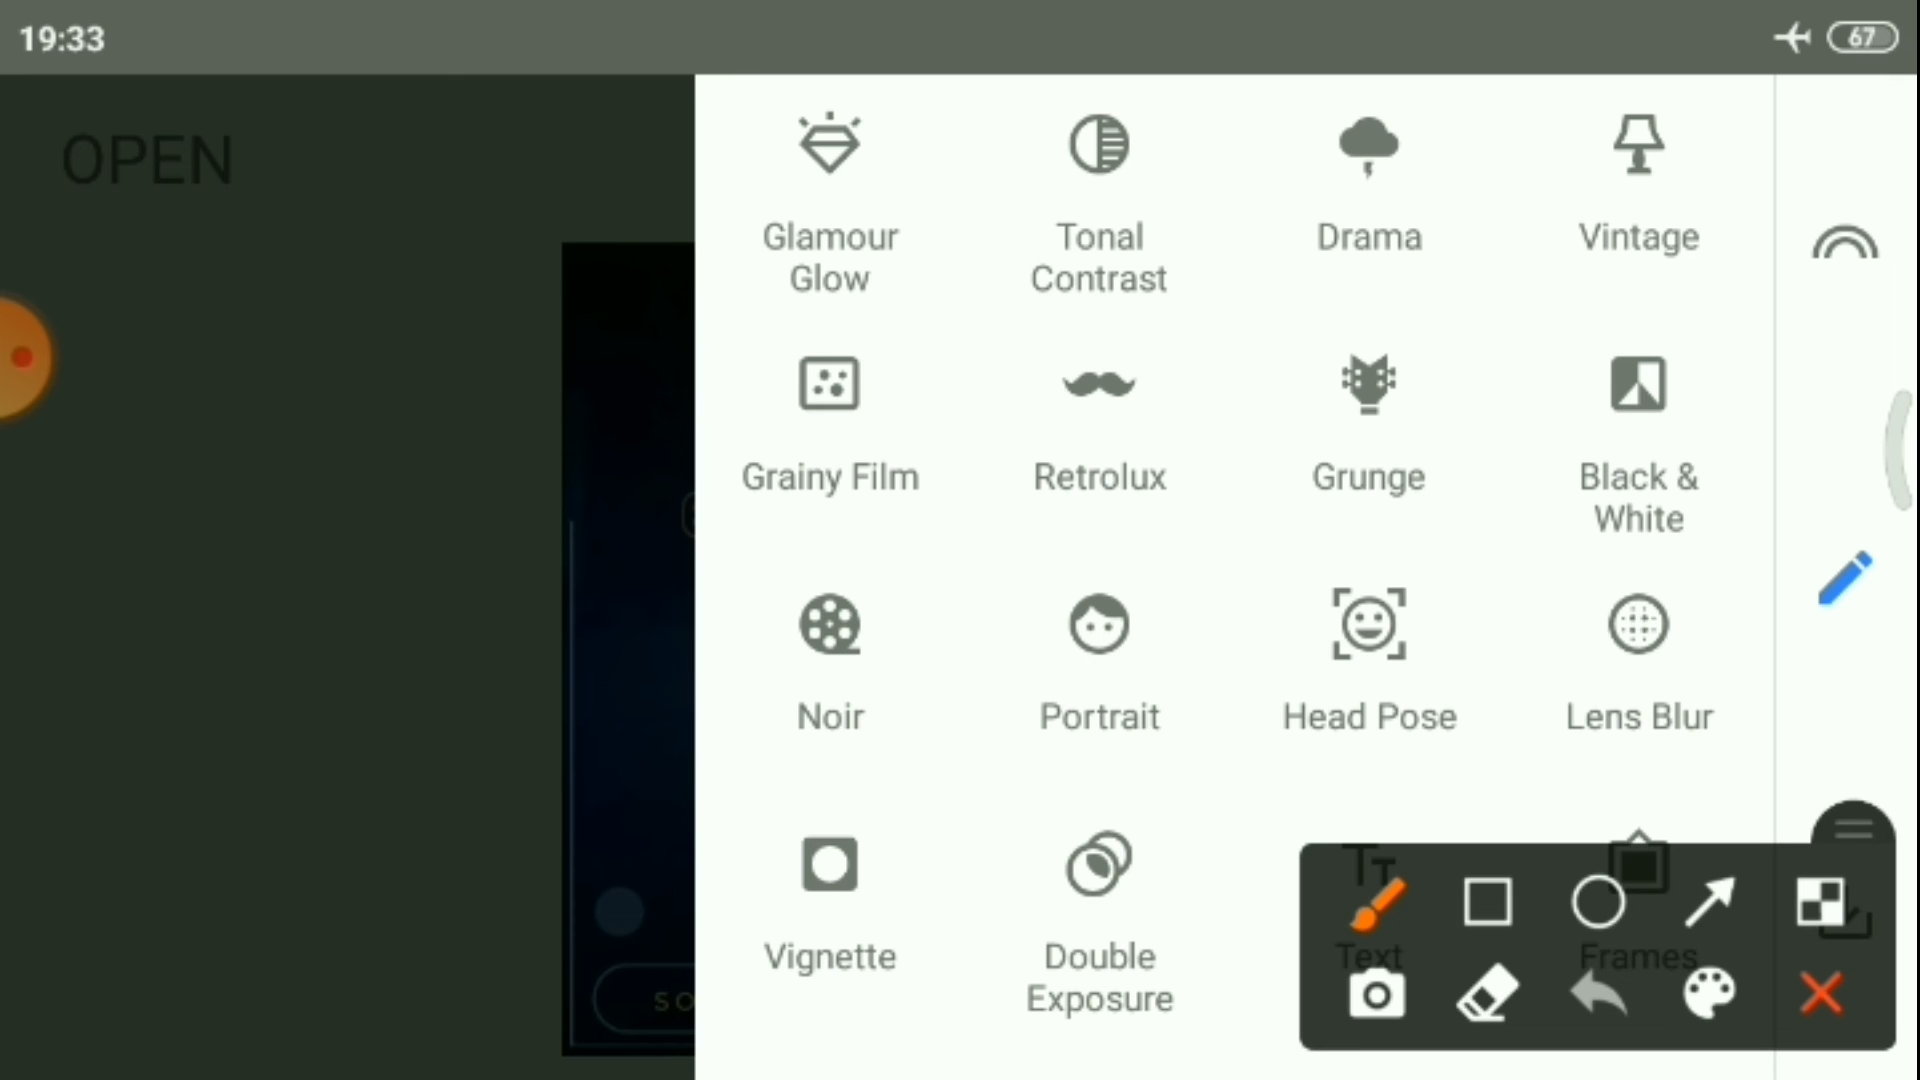 19:33
67
OPEN
Glamour
Glow
Tonal
Contrast
Drama
Vintage
Grainy Film
Retrolux
Grunge
Black &
White
Noir
Portrait
Head Pose
Lens Blur
Vignette
Double
Exposure
Text
Frames
SO